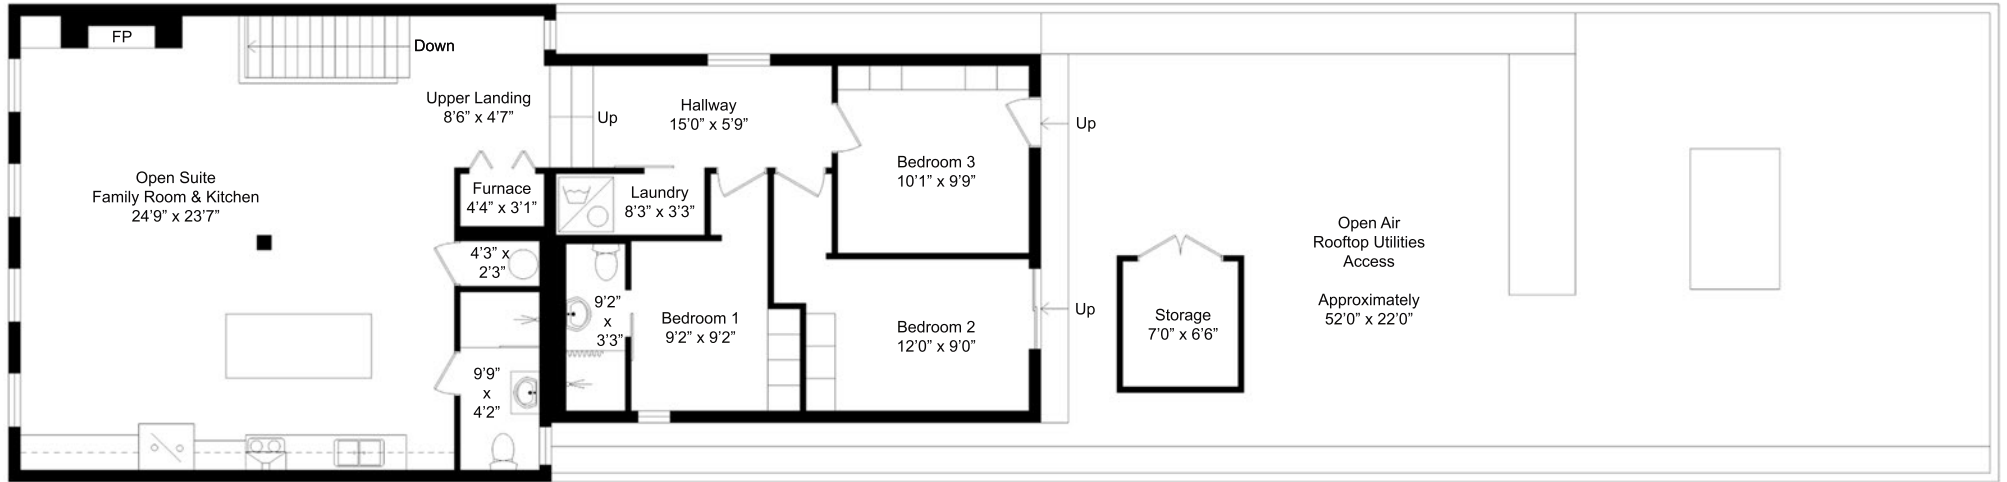 FP
Down
Upper Landing
8’6” x 4’7”
Up
Hallway
15’0” x 5’9”
Up
Bedroom 3
10’1” x 9’9”
Open Suite
Family Room & Kitchen
24’9” x 23’7”
Furnace
4’4” x 3’1”
Laundry
8’3” x 3’3”
4’3” x
2’3”
Open Air
Rooftop Utilities
Access
Approximately
52’0” x 22’0”
9’2”
x
3’3”
Bedroom 1
9’2” x 9’2”
Bedroom 2
12’0” x 9’0”
Up
Storage
7’0” x 6’6”
9’9”
x
4’2”